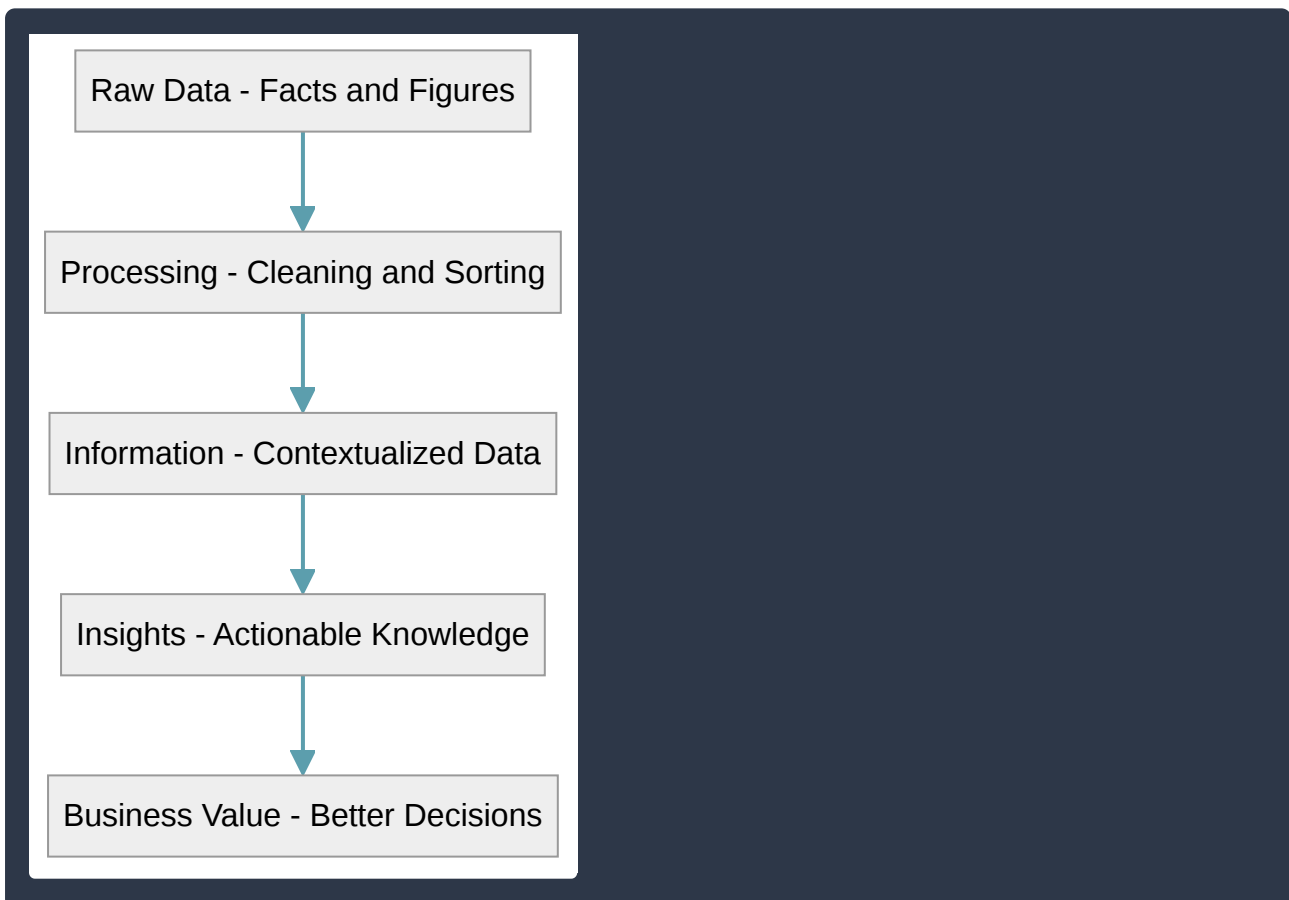 Raw Data - Facts and Figures
Processing - Cleaning and Sorting
Information - Contextualized Data
Insights - Actionable Knowledge
Business Value - Better Decisions